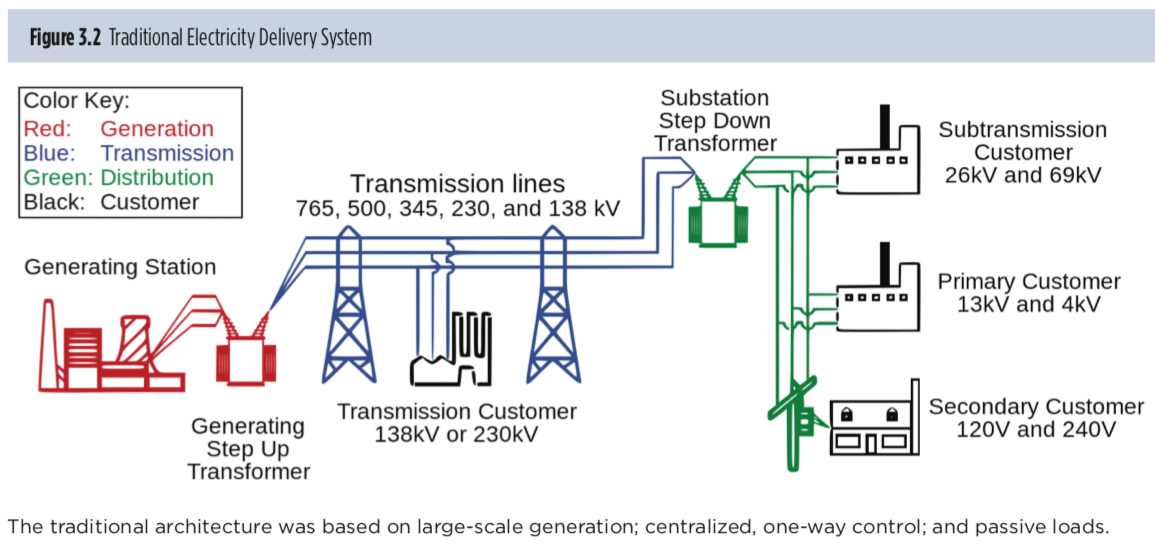 Figure 3.2 Traditional Electricity Delivery System
Color Key:
Red: Generation
Blue: Transmission
Green: Distribution
Black: Customer
Generating Station
Generating
Step Up
Transformer
Transmission lines
765, 500, 345, 230, and 138 kV
Transmission Customer
138kV or 230kV
Substation
Step Down
Transformer
Subtransmission
Customer
26kV and 69kV
Primary Customer
13kV and 4kV
Secondary Customer
120V and 240V
The traditional architecture was based on large-scale generation; centralized, one-way control; and passive loads.